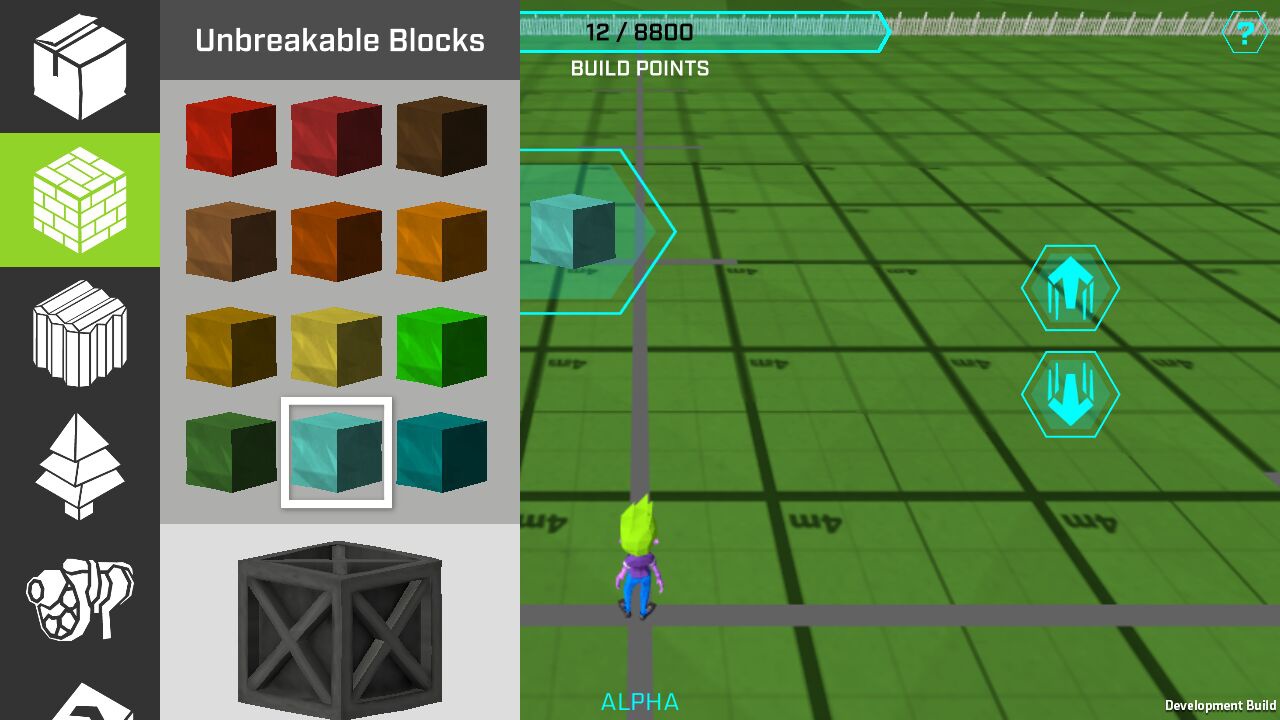 Unbreakable Blocks
12 / 8800
BUILD POINTS
?
4m
4m
4m
4m
4m
4m
4m
ALPHA
Development Build